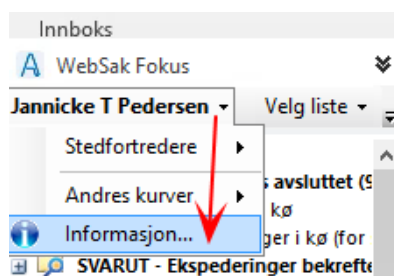 Innboks
WebSak Fokus
Jannicke T Pedersen Velg liste
Stedfortredere
avsluttet
Andres kurver
kø
Informasjon...
ger i kø (for
SVARUT - Ekspederinger bekrefte